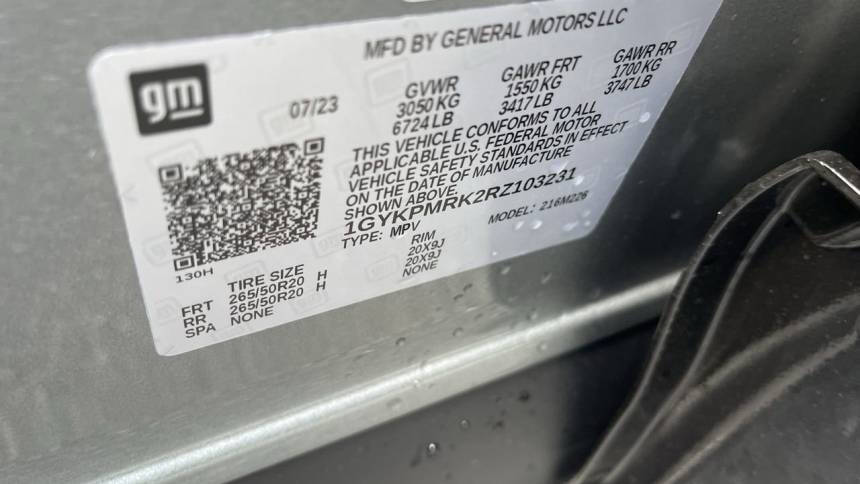 MFD BY GENERAL MOTORS LLC
gm
07/23
GVWR
3050 KG
6724 LB
GAWR FRT
1550 KG
3417 LB
GAWR RR
1700 KG
3747 LB
THIS VEHICLE CONFORMS TO ALL
APPLICABLE U.S. FEDERAL MOTOR
VEHICLE SAFETY STANDARDS IN EFFECT
ON THE DATE OF MANUFACTURE
SHOWN ABOVE.
1GYKPMRK2RZ103231
TYPE: MPV
MODEL: 216M226
130H
TIRE SIZE RIM
FRT 265/50R20 H 20X9J
RR 265/50R20 H 20X9J
SPA NONE NONE